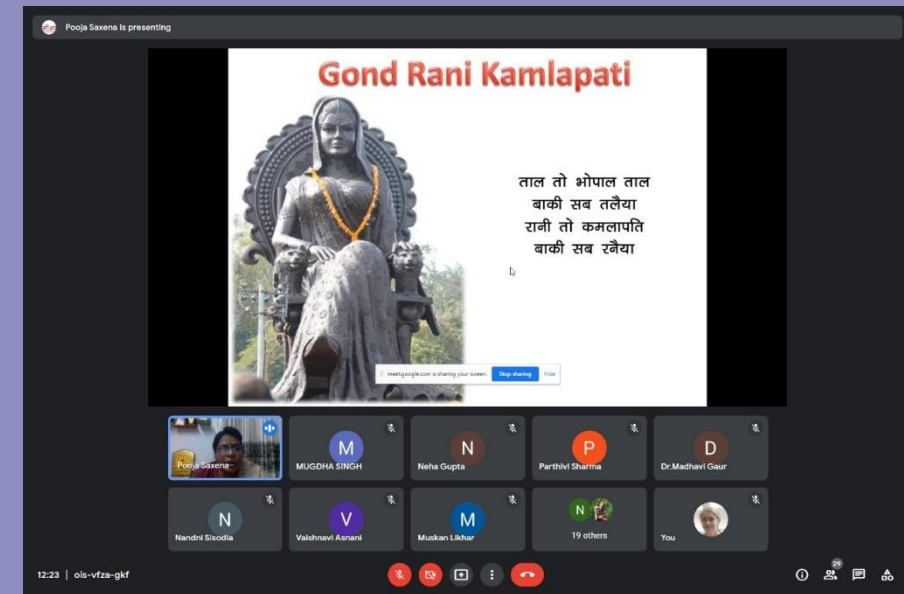 Pooja Saxena is presenting
Gond Rani Kamlapati
ताल तो भोपाल ताल
बाकी सब तलैया
रानी तो कमलापति
बाकी सब रनैया
meet.google.com is sharing your screen. Stop sharing Hide
Pooja Saxena
M
MUGDHA SINGH
N
Neha Gupta
P
Parthivi Sharma
D
Dr.Madhavi Gaur
N
Nandni Sisodia
V
Vaishnavi Asnani
M
Muskan Likhar
N
19 others
You
12:23 | ois-vfza-gkf
29